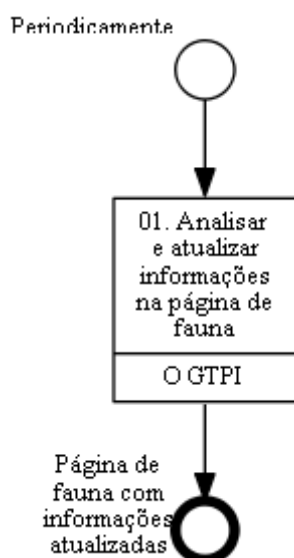 Periodicamente
01. Analisar
e atualizar
informações
na página de
fauna
O GTPI
Página de
fauna com
informações
atualizadas